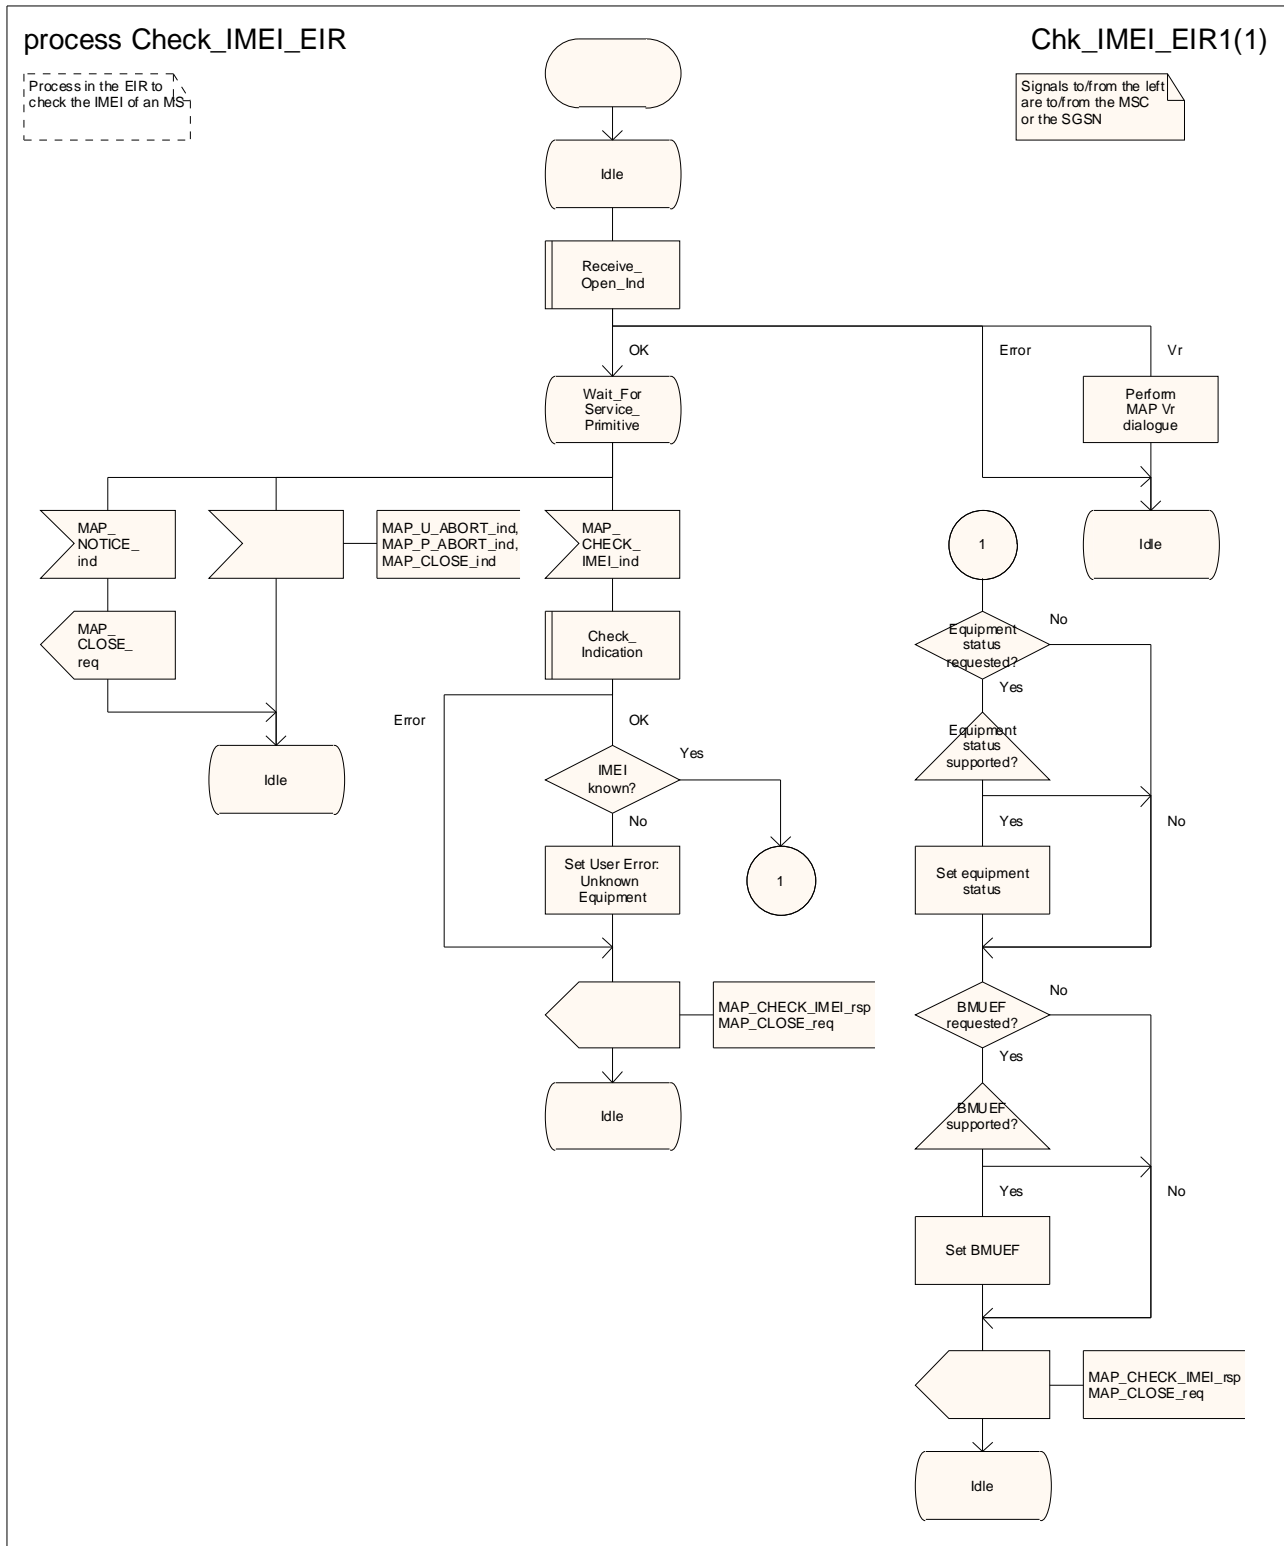 process Check_IMEI_EIR
Chk_IMEI_EIR1(1)
Process in the EIR to
check the IMEI of an MS
Signals to/from the left
are to/from the MSC
or the SGSN
Idle
Receive_
Open_Ind
OK
Error
Vr
Wait_For
Service_
Primitive
Perform
MAP Vr
dialogue
MAP_
NOTICE_
ind
MAP_U_ABORT_ind,
MAP_P_ABORT_ind,
MAP_CLOSE_ind
MAP_
CHECK_
IMEI_ind
1
Idle
MAP_
CLOSE_
req
Check_
Indication
Equipment
status
requested?
No
Yes
Error
OK
Idle
IMEI
known?
Yes
No
Equipment
status
supported?
Yes
No
Set User Error:
Unknown
Equipment
1
Set equipment
status
MAP_CHECK_IMEI_rsp
MAP_CLOSE_req
BMUEF
requested?
No
Yes
Idle
BMUEF
supported?
Yes
No
Set BMUEF
MAP_CHECK_IMEI_rsp
MAP_CLOSE_req
Idle